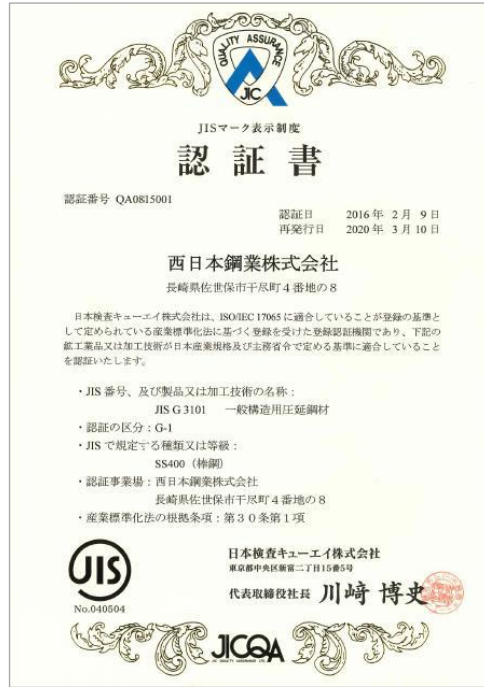 QUALITY ASSURANCE
JIC
JISマーク表示制度
認証書
認証番号 QA0815001
認証日 2016年 2月 9日
再発行日 2020年 3月10日
西日本鋼業株式会社
長崎県佐世保市干尽町4番地の8
日本検査キューエイ株式会社は、ISO/IEC 17065 に適合していることが登録の基準と
して定められている産業標準化法に基づく登録を受けた登録認証機関であり、下記の
鉱工業品又は加工技術が日本産業規格及び主務省令で定める基準に適合していること
を認証いたします。
・JIS 番号、及び製品又は加工技術の名称：
JIS G 3101 一般構造用圧延鋼材
・認証の区分：G-1
・JIS で規定する種類又は等級：
SS400（棒鋼）
・認証事業場：西日本鋼業株式会社
長崎県佐世保市干尽町4番地の8
・産業標準化法の根拠条項：第30条第1項
JIS
No.040504
日本検査キューエイ株式会社
東京都中央区新富二丁目15番5号
代表取締役社長 川﨑 博史
JICQA
JIC QUALITY ASSURANCE LTD.